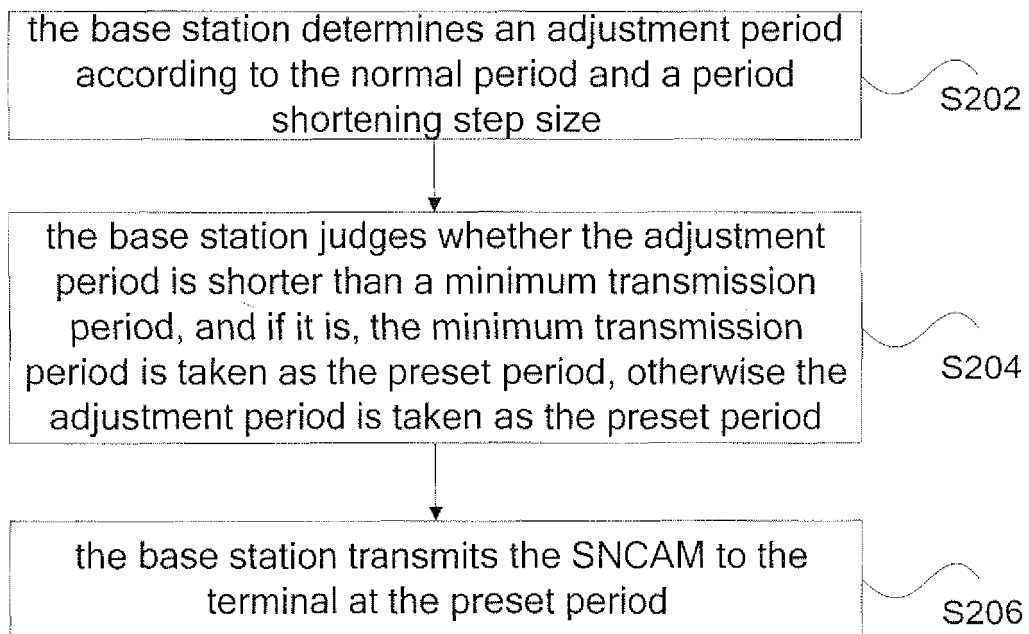 the base station determines an adjustment period
according to the normal period and a period
shortening step size
S202
the base station judges whether the adjustment
period is shorter than a minimum transmission
period, and if it is, the minimum transmission
period is taken as the preset period, otherwise the
adjustment period is taken as the preset period
S204
the base station transmits the SNCAM to the
terminal at the preset period
S206